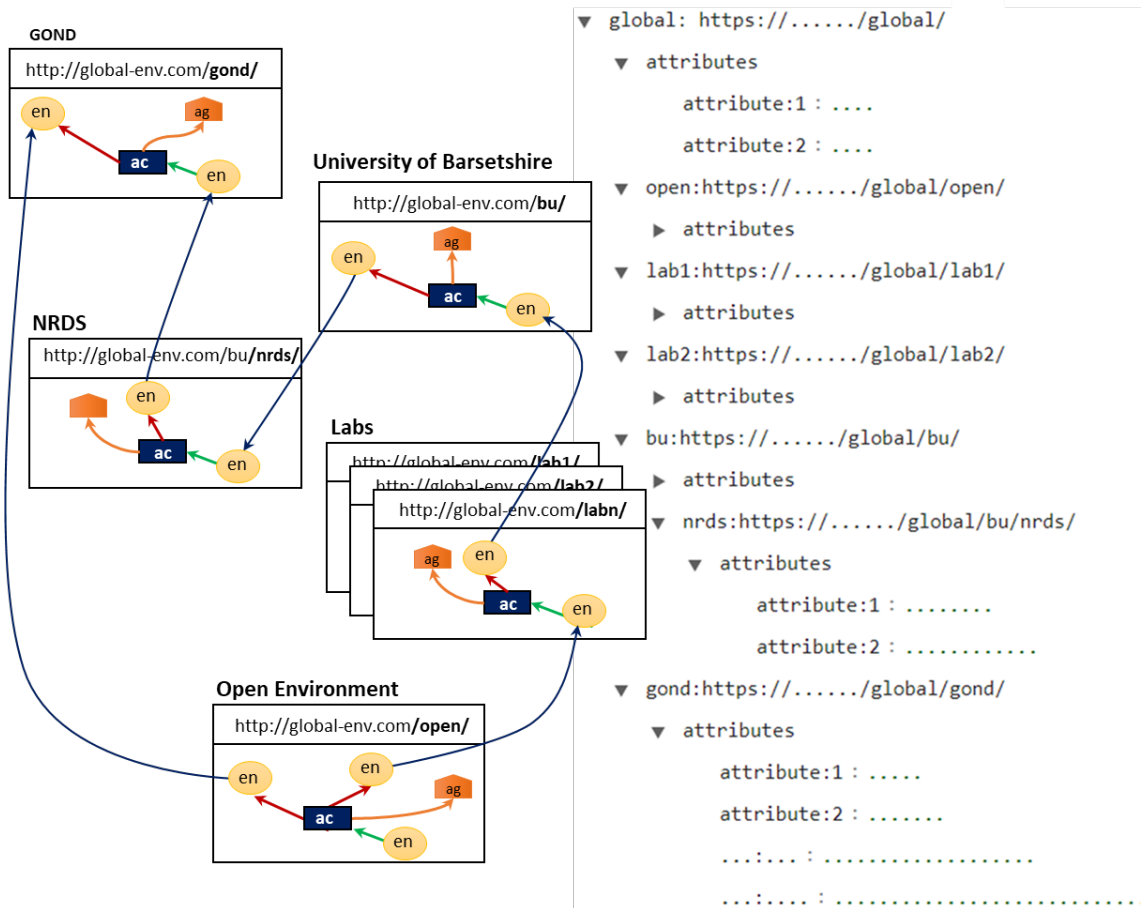 GOND
http://global-env.com/gond/
en
ag
ac
en
University of Barsetshire
http://global-env.com/bu/
en
ag
ac
en
NRDS
http://global-env.com/bu/nrds/
en
ac
en
Labs
http://global-env.com/lab1/
http://global-env.com/lab2/
http://global-env.com/labn/
ag
en
ac
en
Open Environment
http://global-env.com/open/
en
en
ag
ac
en
▼ global: https://....../global/
▼ attributes
attribute:1 : ....
attribute:2 : ....
▼ open:https://....../global/open/
▶ attributes
▼ lab1:https://....../global/lab1/
▶ attributes
▼ lab2:https://....../global/lab2/
▶ attributes
▼ bu:https://....../global/bu/
▶ attributes
▼ nrds:https://....../global/bu/nrds/
▼ attributes
attribute:1 : ........
attribute:2 : ............
▼ gond:https://....../global/gond/
▼ attributes
attribute:1 : .....
attribute:2 : .......
...:... : ...................
...:.... : .............................